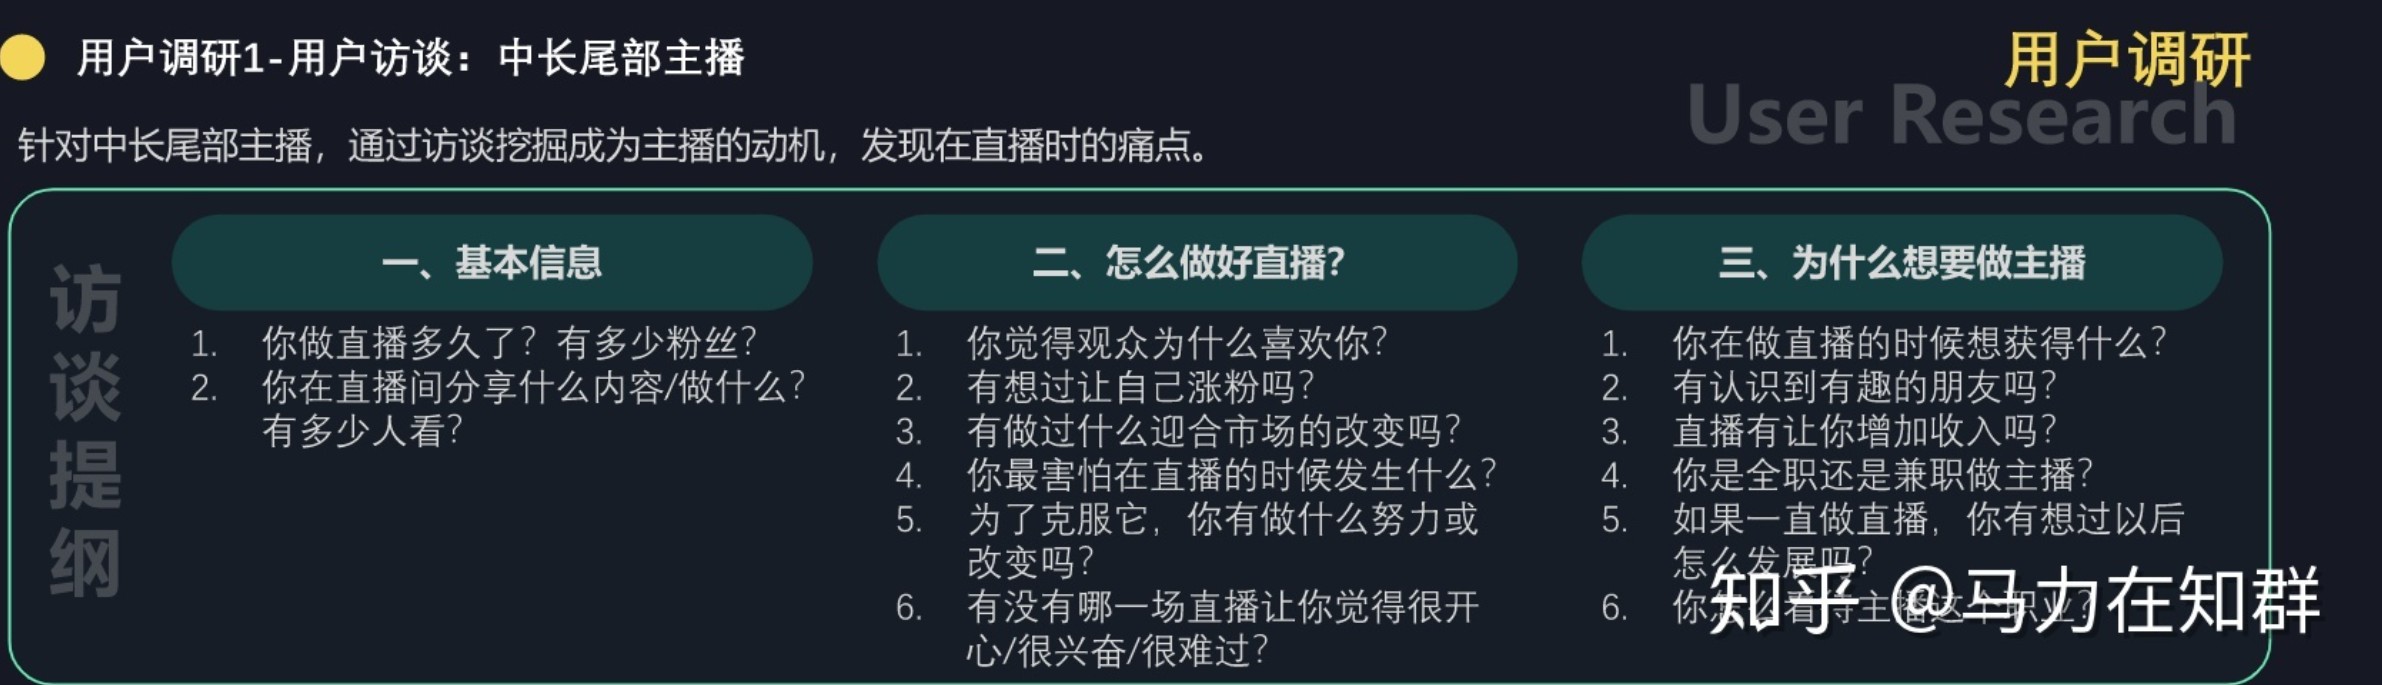 用户调研1-用户访谈：中长尾部主播
用户调研
User Research
针对中长尾部主播，通过访谈挖掘成为主播的动机，发现在直播时的痛点。
访谈提纲
一、基本信息
1. 你做直播多久了？有多少粉丝？
2. 你在直播间分享什么内容/做什么？
有多少人看？
二、怎么做好直播？
1. 你觉得观众为什么喜欢你？
2. 有想过让自己涨粉吗？
3. 有做过什么迎合市场的改变吗？
4. 你最害怕在直播的时候发生什么？
5. 为了克服它，你有做什么努力或
改变吗？
6. 有没有哪一场直播让你觉得很开
心/很兴奋/很难过？
三、为什么想要做主播
1. 你在做直播的时候想获得什么？
2. 有认识到有趣的朋友吗？
3. 直播有让你增加收入吗？
4. 你是全职还是兼职做主播？
5. 如果一直做直播，你有想过以后
怎么发展吗？
6. 你怎么看待主播这个职业？
知乎 @马力在知群